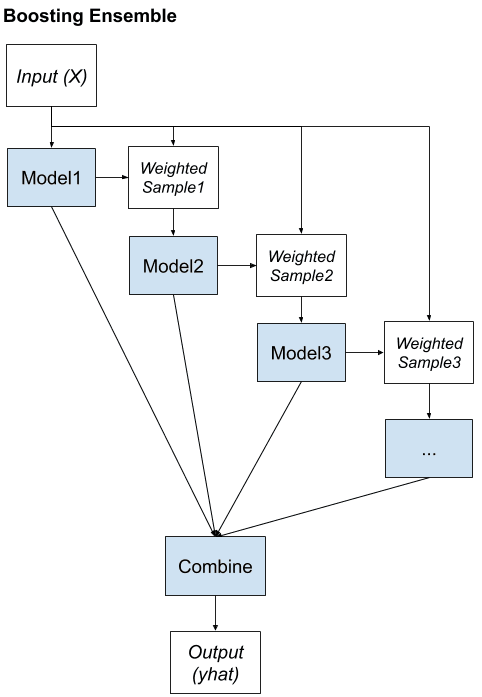 Boosting Ensemble
Input (X)
Model1
Weighted
Sample1
Model2
Weighted
Sample2
Model3
Weighted
Sample3
...
Combine
Output
(yhat)